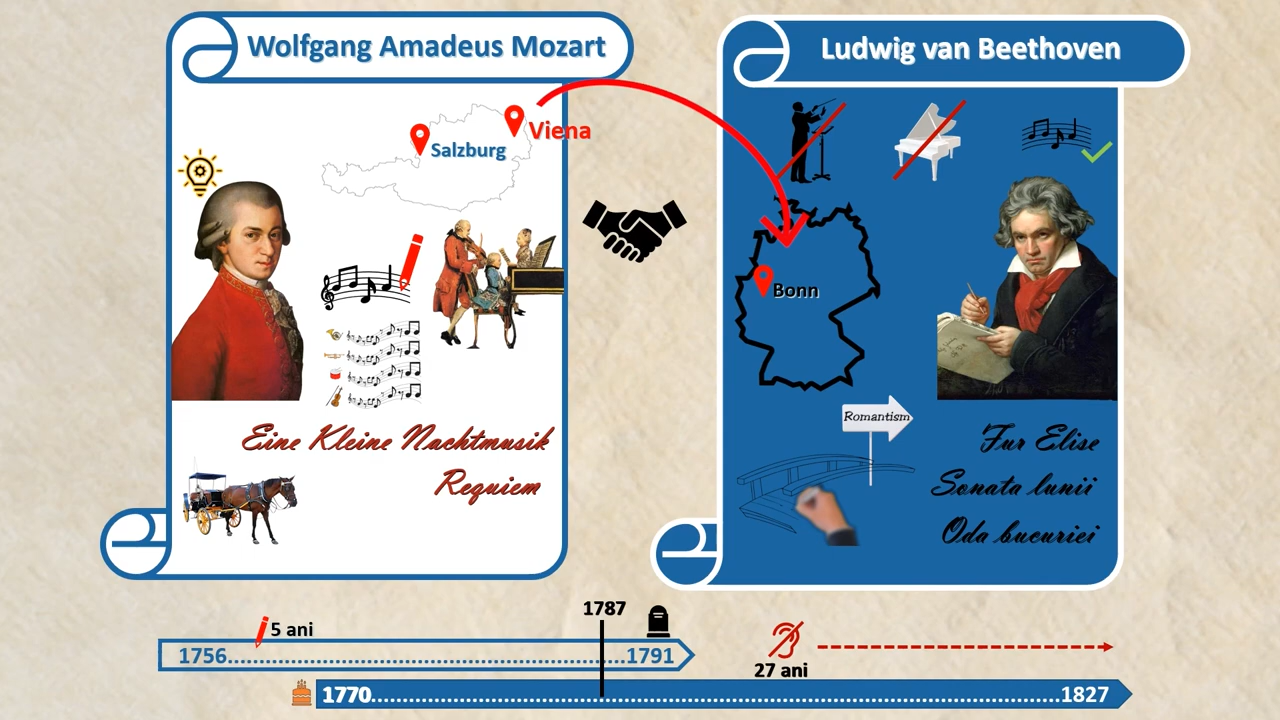 Wolfgang Amadeus Mozart
Viena
Salzburg
Eine Kleine Nachtmusik
Requiem
Ludwig van Beethoven
Bonn
Romantism
Fur Elise
Sonata lunii
Oda bucuriei
1787
5 ani
1756 1791
27 ani
1770 1827